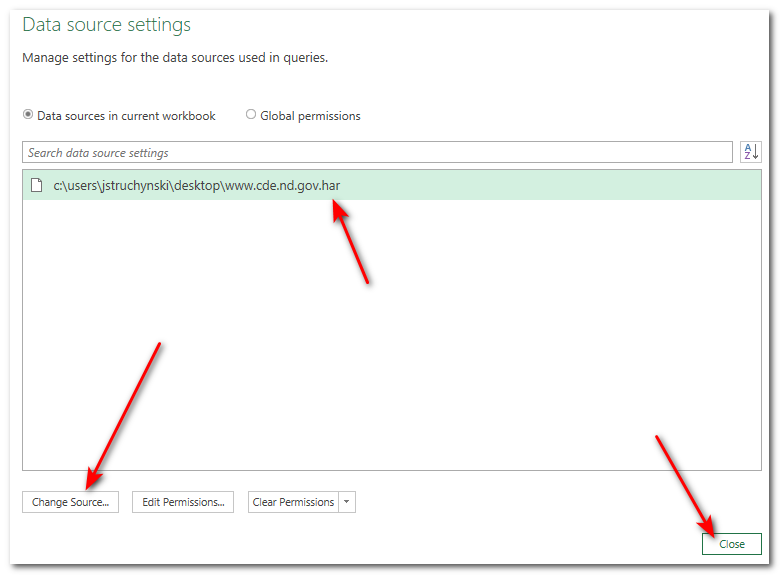 Data source settings
Manage settings for the data sources used in queries.
Data sources in current workbook Global permissions
Search data source settings
A
Z
c:\users\jstruchynski\desktop\www.cde.nd.gov.har
Change Source... Edit Permissions... Clear Permissions
Close